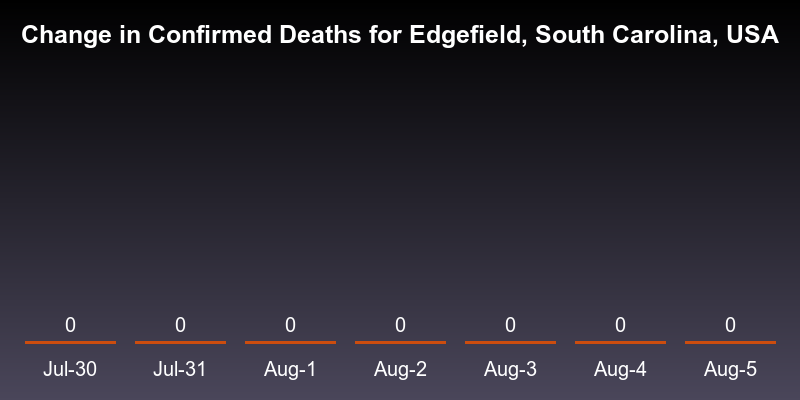 Change in Confirmed Deaths for Edgefield, South Carolina, USA
0 0 0 0 0 0 0
Jul-30 Jul-31 Aug-1 Aug-2 Aug-3 Aug-4 Aug-5